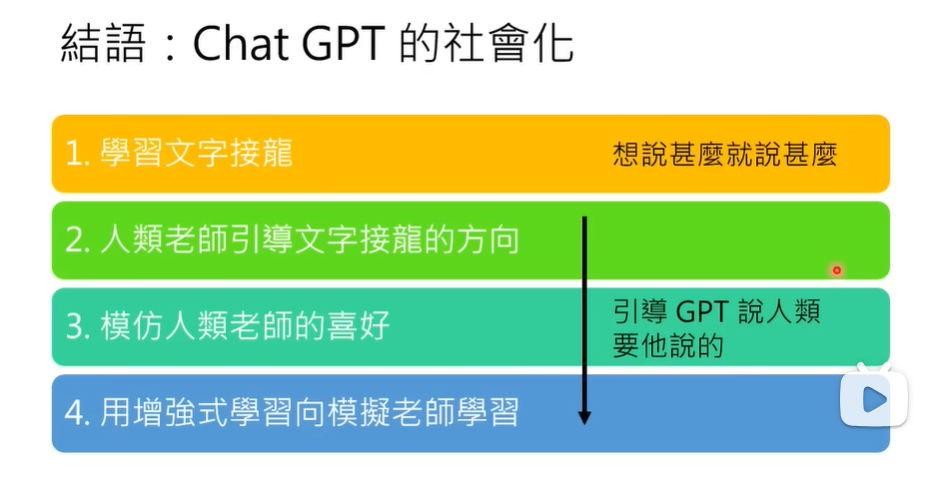 結語：Chat GPT 的社會化
1. 學習文字接龍
想說甚麼就說甚麼
2. 人類老師引導文字接龍的方向
3. 模仿人類老師的喜好
引導 GPT 說人類
要他說的
4. 用增強式學習向模擬老師學習